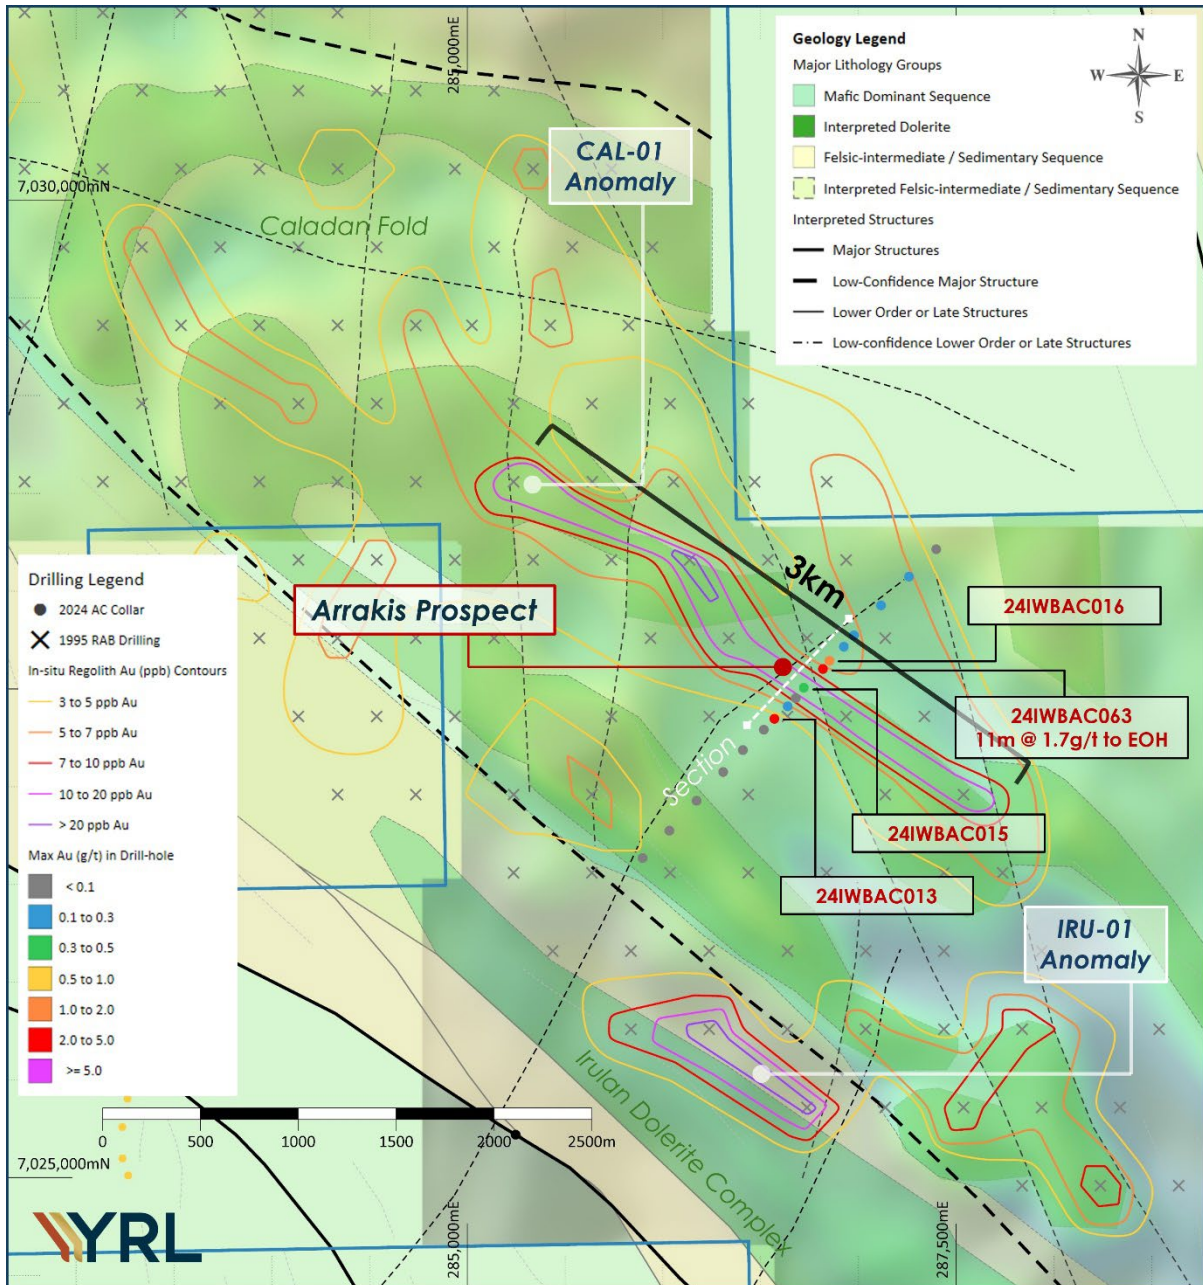 Geology Legend
Major Lithology Groups
Mafic Dominant Sequence
Interpreted Dolerite
Felsic-intermediate / Sedimentary Sequence
Interpreted Felsic-intermediate / Sedimentary Sequence
Interpreted Structures
Major Structures
Low-Confidence Major Structure
Lower Order or Late Structures
Low-confidence Lower Order or Late Structures
N
W
E
S
285,000mE
CAL-01
Anomaly
7,030,000mN
Caladan Fold
3km
Arrakis Prospect
24IWBAC016
24IWBAC063
11m @ 1.7g/t to EOH
Section
24IWBAC015
24IWBAC013
IRU-01
Anomaly
Drilling Legend
2024 AC Collar
1995 RAB Drilling
In-situ Regolith Au (ppb) Contours
3 to 5 ppb Au
5 to 7 ppb Au
7 to 10 ppb Au
10 to 20 ppb Au
> 20 ppb Au
Max Au (g/t) in Drill-hole
< 0.1
0.1 to 0.3
0.3 to 0.5
0.5 to 1.0
1.0 to 2.0
2.0 to 5.0
>= 5.0
0
500
1000
1500
2000
2500m
Irulan Dolerite Complex
7,025,000mN
YRL
285,000mE
287,500mE